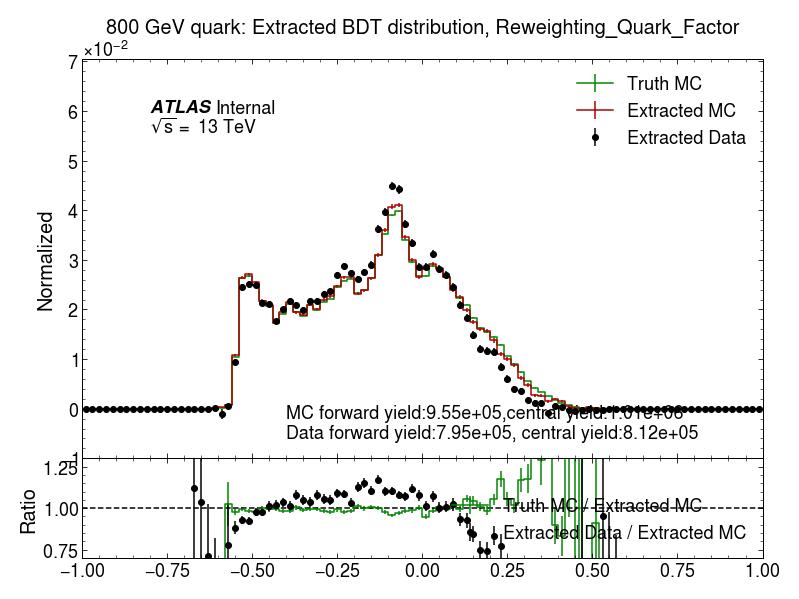 800 GeV quark: Extracted BDT distribution, Reweighting_Quark_Factor
×10−2
7
6
5
4
3
2
1
0
1
Normalized
ATLAS Internal
√s = 13 TeV
Truth MC
Extracted MC
Extracted Data
MC forward yield:9.55e+05,central yield:1.01e+06
Data forward yield:7.95e+05, central yield:8.12e+05
1.25
1.00
0.75
Ratio
Truth MC / Extracted MC
Extracted Data / Extracted MC
−1.00 −0.75 −0.50 −0.25 0.00 0.25 0.50 0.75 1.00